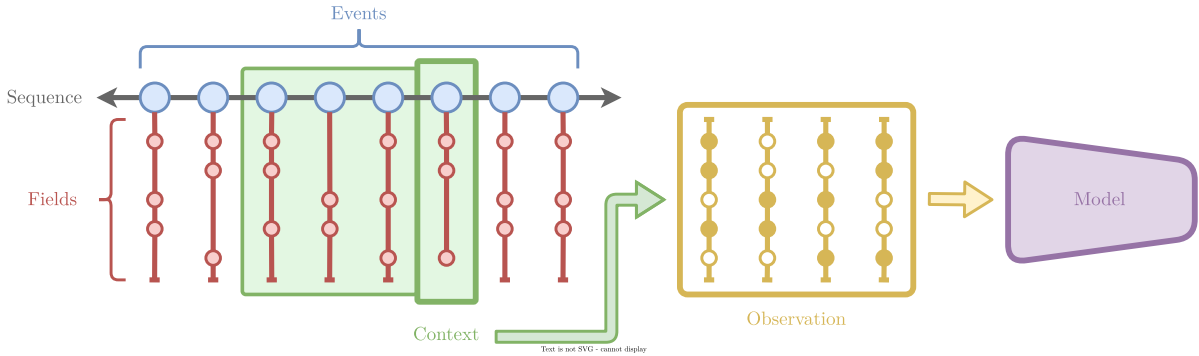 Events
Sequence
Fields
Model
Observation
Context
Text is not SVG - cannot display